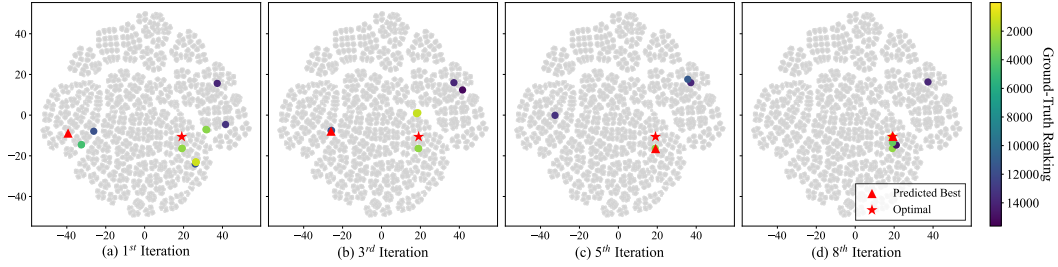 40
20
0
−20
−40
−40 −20 0 20 40
−40 −20 0 20 40
−40 −20 0 20 40
−40 −20 0 20 40
Predicted Best
Optimal
(a) 1st Iteration
(b) 3rd Iteration
(c) 5th Iteration
(d) 8th Iteration
2000
4000
6000
8000
10000
12000
14000
Ground-Truth Ranking